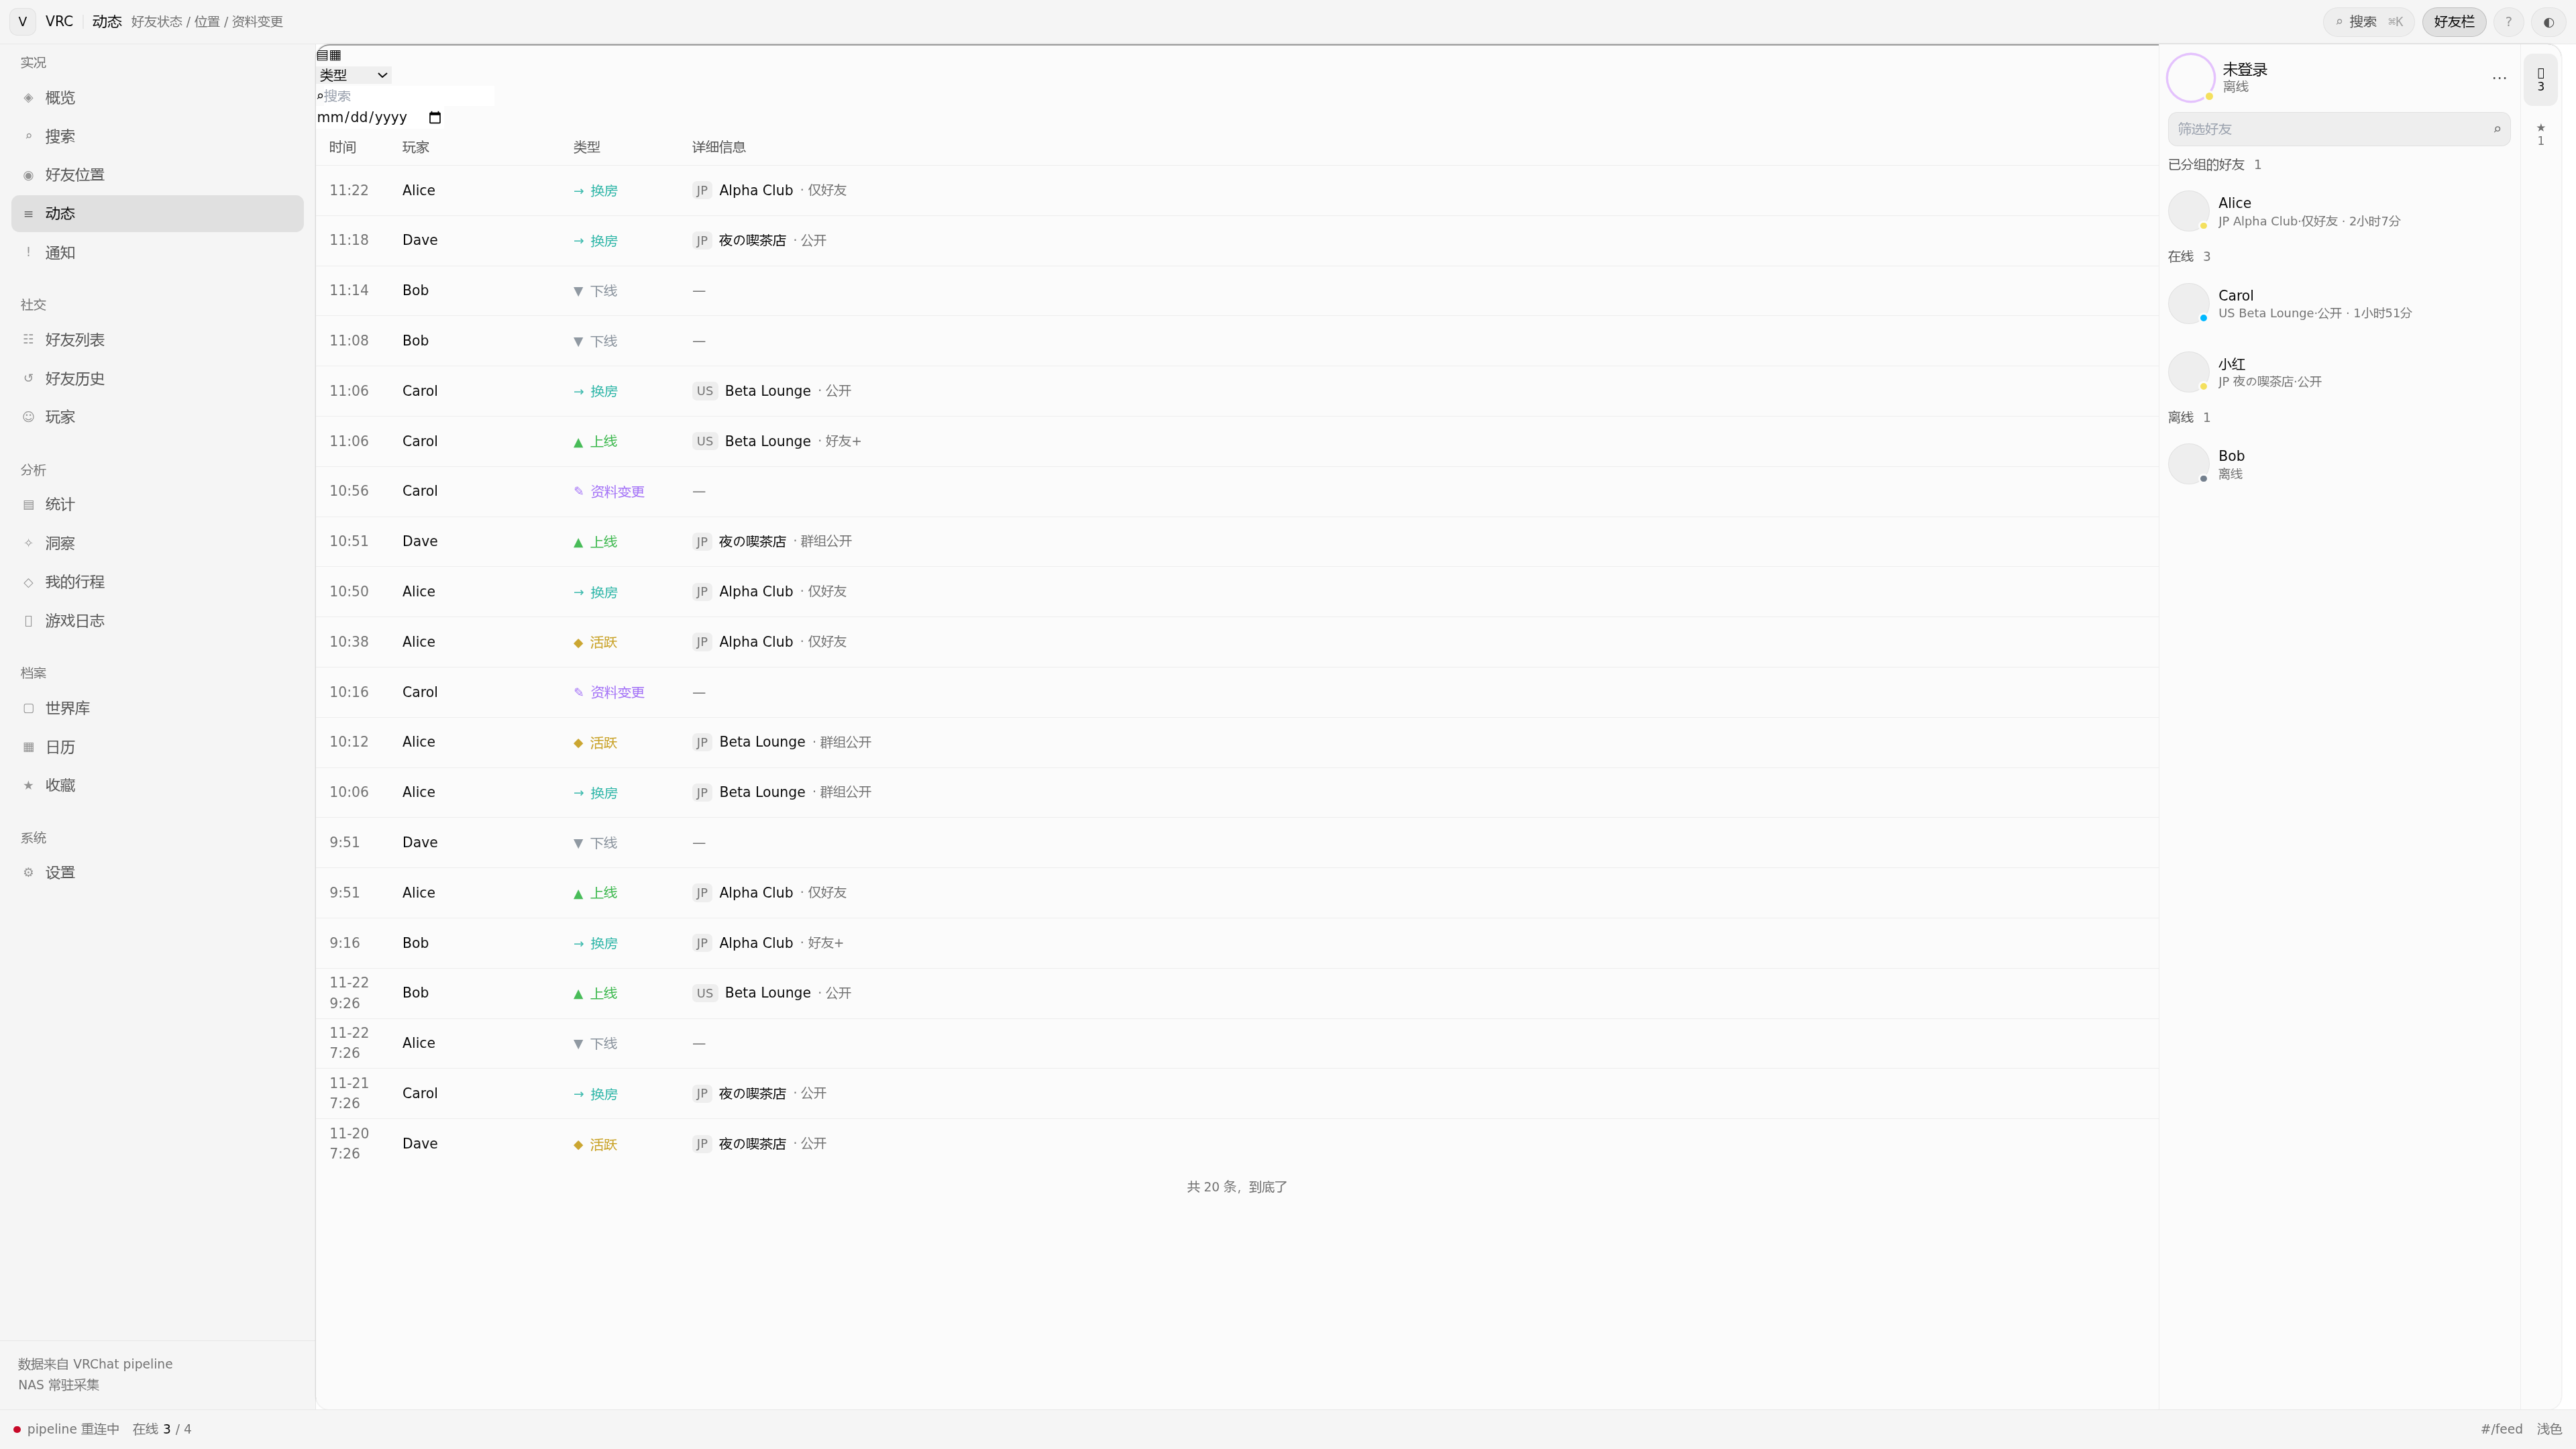 V VRC 动态 好友状态 / 位置 / 资料变更
搜索 ⌘K 好友栏 ?
实况
概览
搜索
好友位置
动态
! 通知
社交
好友列表
好友历史
玩家
分析
统计
洞察
我的行程
游戏日志
档案
世界库
日历
收藏
系统
设置
数据来自 VRChat pipeline
NAS 常驻采集
类型
搜索
mm/dd/yyyy
时间 玩家 类型 详细信息
11:22 Alice → 换房 JP Alpha Club · 仅好友
11:18 Dave → 换房 JP 夜の喫茶店 · 公开
11:14 Bob ▼ 下线 —
11:08 Bob ▼ 下线 —
11:06 Carol → 换房 US Beta Lounge · 公开
11:06 Carol ▲ 上线 US Beta Lounge · 好友+
10:56 Carol ✎ 资料变更 —
10:51 Dave ▲ 上线 JP 夜の喫茶店 · 群组公开
10:50 Alice → 换房 JP Alpha Club · 仅好友
10:38 Alice ◆ 活跃 JP Alpha Club · 仅好友
10:16 Carol ✎ 资料变更 —
10:12 Alice ◆ 活跃 JP Beta Lounge · 群组公开
10:06 Alice → 换房 JP Beta Lounge · 群组公开
9:51 Dave ▼ 下线 —
9:51 Alice ▲ 上线 JP Alpha Club · 仅好友
9:16 Bob → 换房 JP Alpha Club · 好友+
11-22
9:26 Bob ▲ 上线 US Beta Lounge · 公开
11-22
7:26 Alice ▼ 下线 —
11-21
7:26 Carol → 换房 JP 夜の喫茶店 · 公开
11-20
7:26 Dave ◆ 活跃 JP 夜の喫茶店 · 公开
共 20 条，到底了
未登录
离线
…
筛选好友
已分组的好友 1
Alice
JP Alpha Club·仅好友 · 2小时7分
在线 3
Carol
US Beta Lounge·公开 · 1小时51分
小红
JP 夜の喫茶店·公开
离线 1
Bob
离线
3
★
1
pipeline 重连中 在线 3 / 4
#/feed 浅色